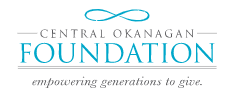 CENTRAL OKANAGAN
FOUNDATION
empowering generations to give.